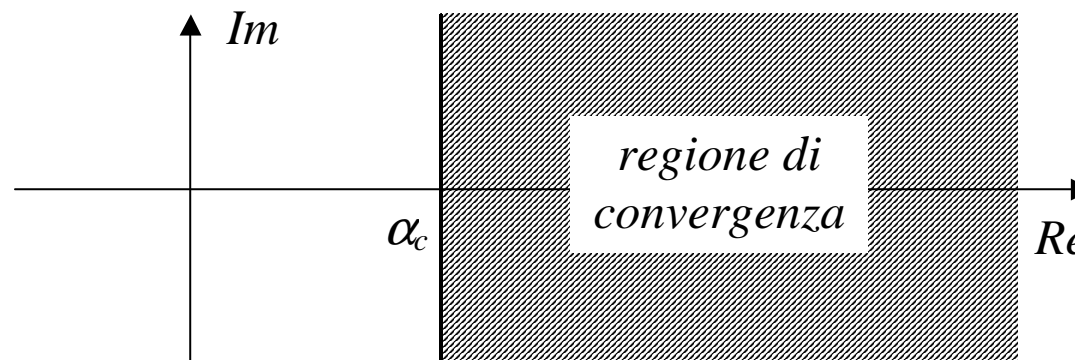 Im
regione di
convergenza
α_c
Re